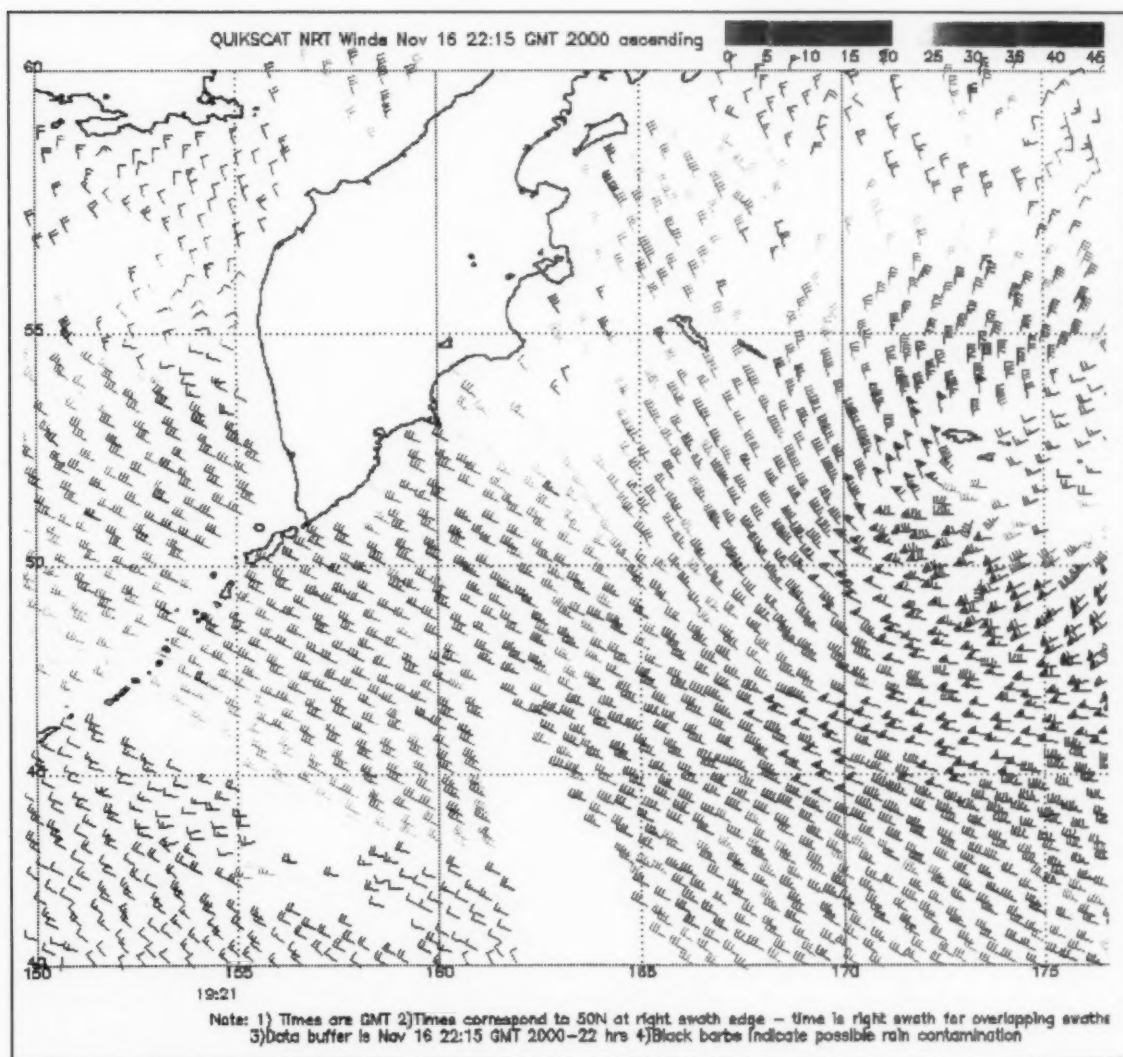 QUIKSCAT NRT Winds Nov 16 22:15 GMT 2000 ascending
0 5 10 15 20 25 30 35 40 45
60
55
50
45
40
150 155 160 165 170 175
19:21
Note: 1) Times are GMT 2)Times correspond to 50N at right swath edge – time is right swath for overlapping swaths
3)Data buffer is Nov 16 22:15 GMT 2000–22 hrs 4)Black barbs indicate possible rain contamination